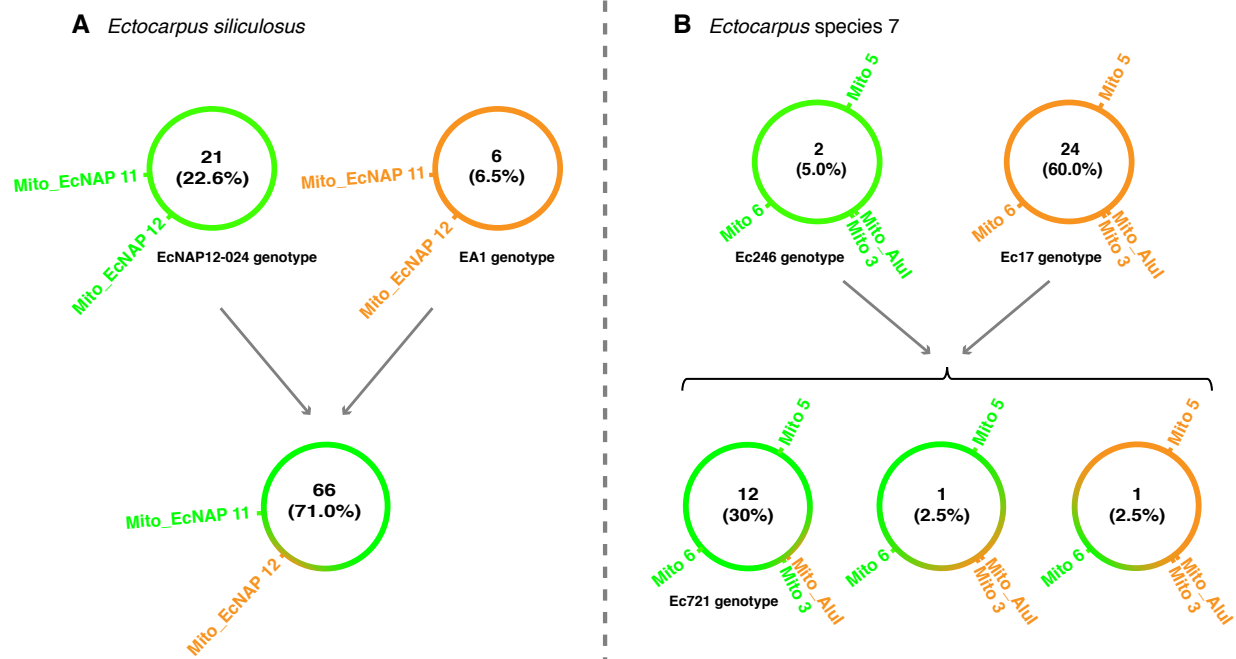 A Ectocarpus siliculosus
21
(22.6%)
Mito_EcNAP 11
Mito_EcNAP 12
EcNAP12-024 genotype
6
(6.5%)
Mito_EcNAP 11
Mito_EcNAP 12
EA1 genotype
66
(71.0%)
Mito_EcNAP 11
Mito_EcNAP 12
B Ectocarpus species 7
Mito 5
2
(5.0%)
Mito 6
Mito_AluI
Mito 3
Ec246 genotype
Mito 5
24
(60.0%)
Mito 6
Mito_AluI
Mito 3
Ec17 genotype
Mito 5
12
(30%)
Mito 6
Mito_AluI
Mito 3
Ec721 genotype
Mito 5
1
(2.5%)
Mito 6
Mito_AluI
Mito 3
Mito 5
1
(2.5%)
Mito 6
Mito_AluI
Mito 3